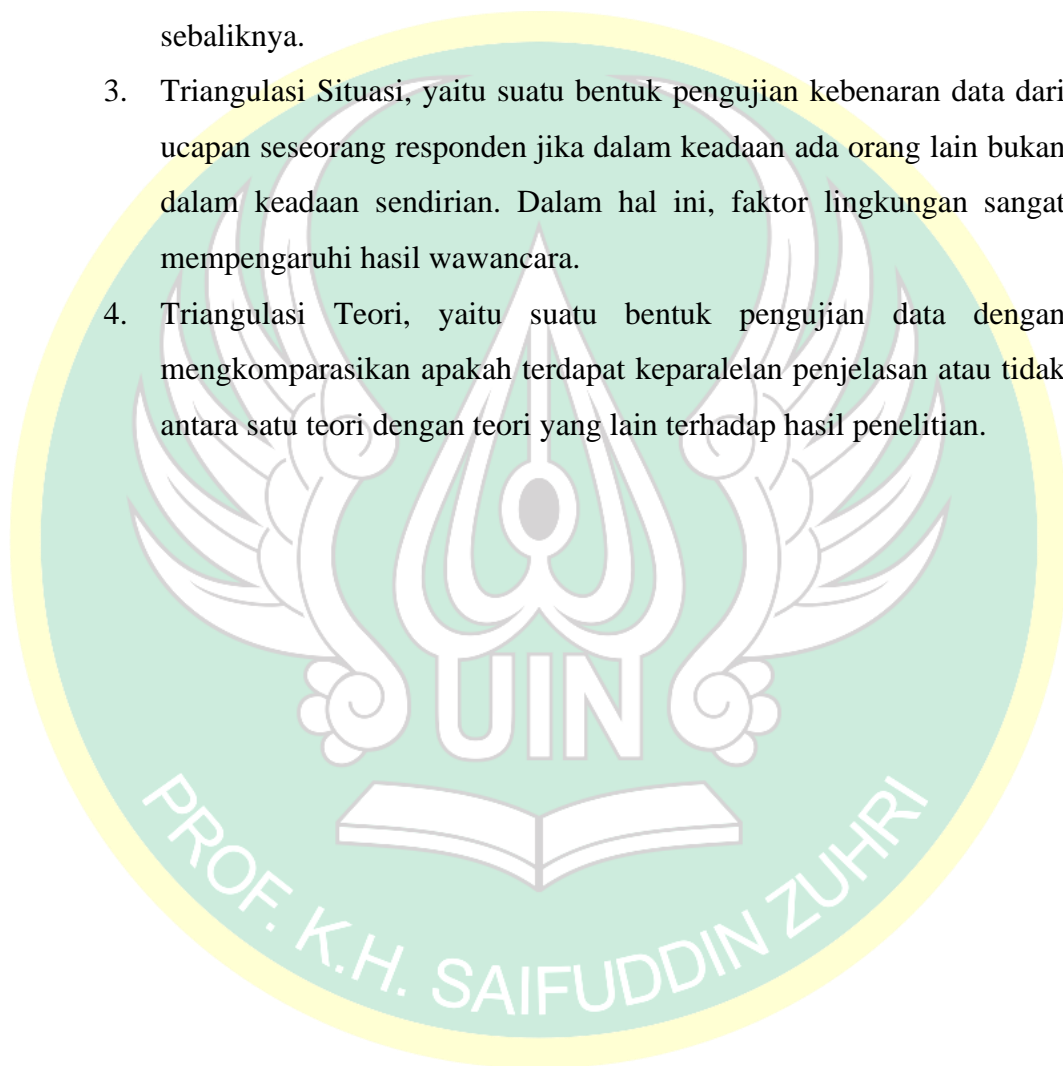 sebaliknya.
3. Triangulasi Situasi, yaitu suatu bentuk pengujian kebenaran data dari
ucapan seseorang responden jika dalam keadaan ada orang lain bukan
dalam keadaan sendirian. Dalam hal ini, faktor lingkungan sangat
mempengaruhi hasil wawancara.
4. Triangulasi Teori, yaitu suatu bentuk pengujian data dengan
mengkomparasikan apakah terdapat keparalelan penjelasan atau tidak
antara satu teori dengan teori yang lain terhadap hasil penelitian.
UIN
PROF. K.H. SAIFUDDIN ZUHRI